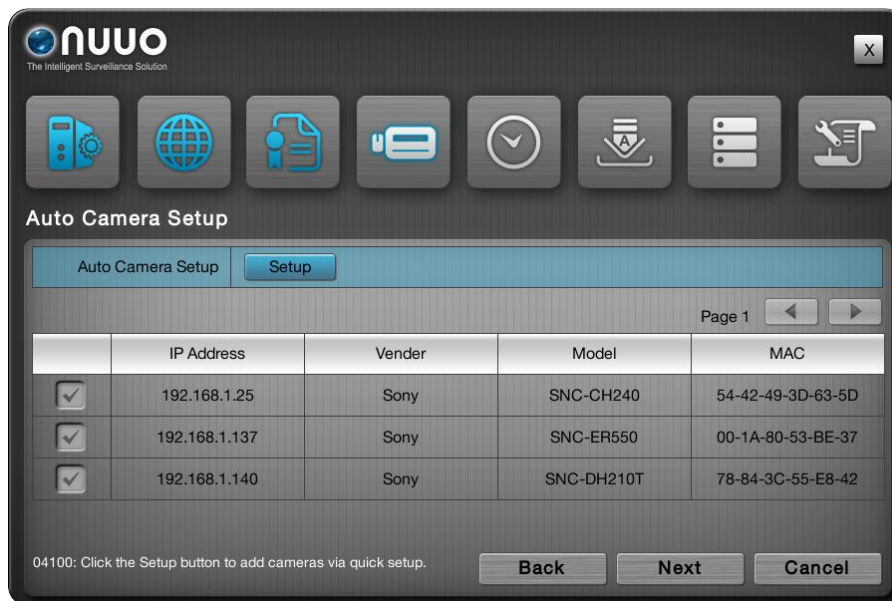 nuuo
The Intelligent Surveillance Solution
X
A
Auto Camera Setup
Auto Camera Setup Setup
Page 1
IP Address Vender Model MAC
192.168.1.25 Sony SNC-CH240 54-42-49-3D-63-5D
192.168.1.137 Sony SNC-ER550 00-1A-80-53-BE-37
192.168.1.140 Sony SNC-DH210T 78-84-3C-55-E8-42
04100: Click the Setup button to add cameras via quick setup.
Back Next Cancel